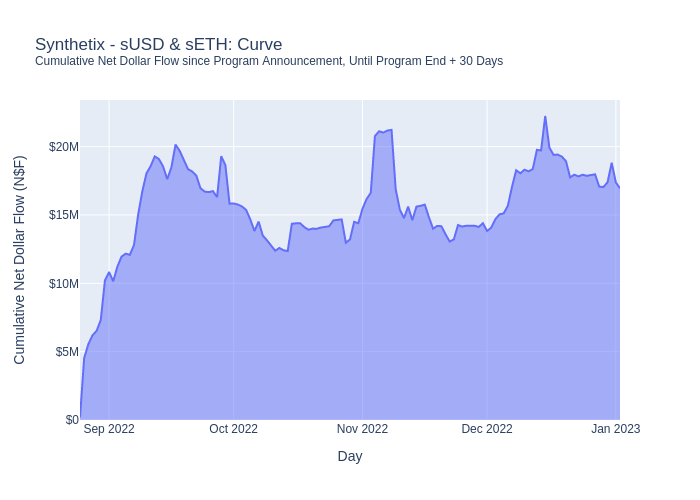 Synthetix - sUSD & sETH: Curve
Cumulative Net Dollar Flow since Program Announcement, Until Program End + 30 Days
Cumulative Net Dollar Flow (N$F)
$20M
$15M
$10M
$5M
$0
Sep 2022 Oct 2022 Nov 2022 Dec 2022 Jan 2023
Day